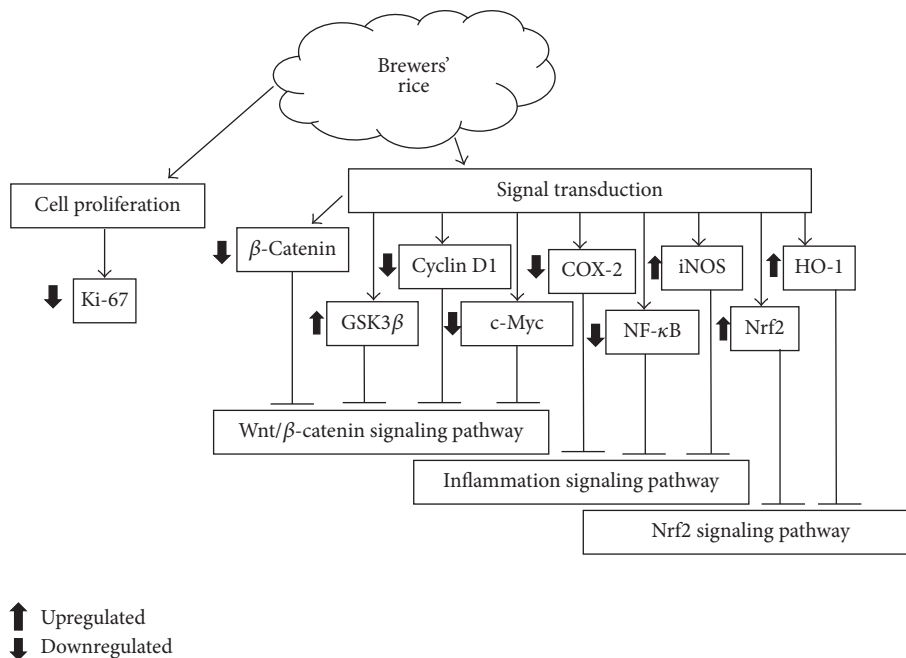 Brewers'
rice
Signal transduction
Cell proliferation
β-Catenin
Cyclin D1
COX-2
iNOS
HO-1
Ki-67
GSK3β
c-Myc
NF-κB
Nrf2
Wnt/β-catenin signaling pathway
Inflammation signaling pathway
Nrf2 signaling pathway
Upregulated
Downregulated